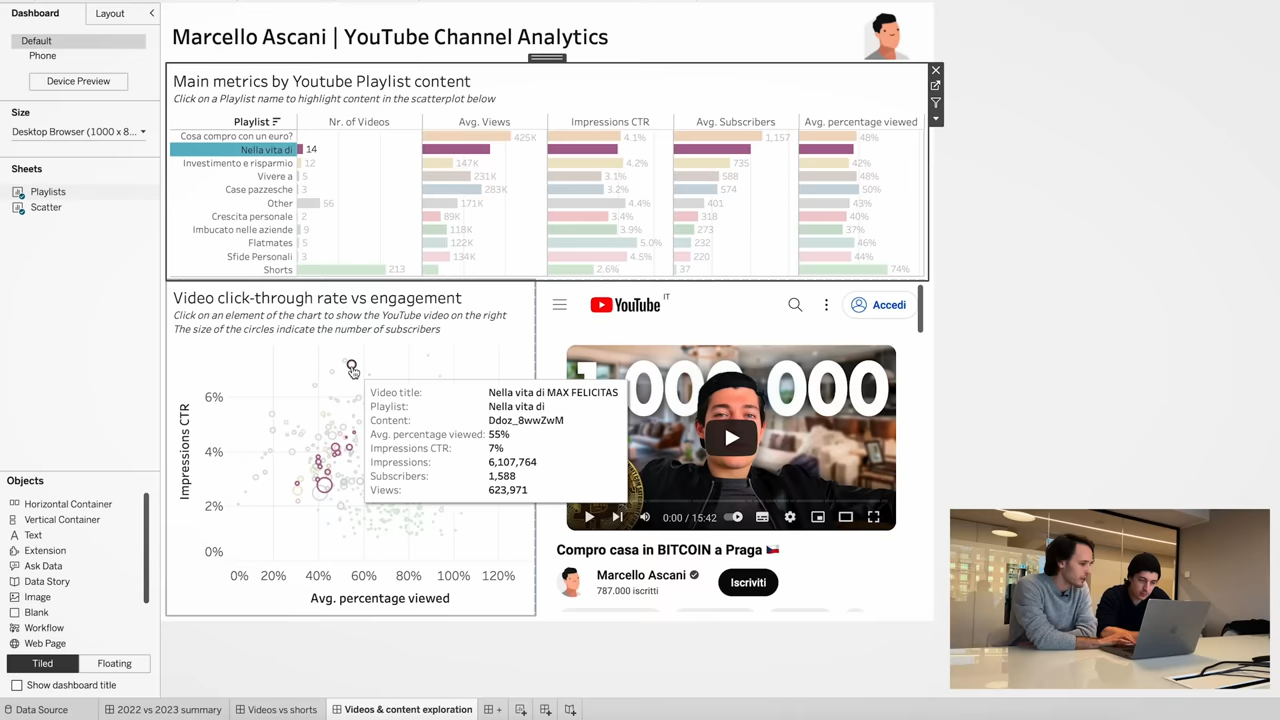 Dashboard
Layout
Default
Phone
Device Preview
Size
Desktop Browser (1000 x 8...
Sheets
Playlists
Scatter
Objects
Horizontal Container
Vertical Container
Text
Extension
Ask Data
Data Story
Image
Blank
Workflow
Web Page
Tiled
Floating
Show dashboard title
Marcello Ascani | YouTube Channel Analytics
Main metrics by Youtube Playlist content
Click on a Playlist name to highlight content in the scatterplot below
Playlist Nr. of Videos Avg. Views Impressions CTR Avg. Subscribers Avg. percentage viewed
Cosa compro con un euro? 425K 4.1% 1,157 48%
Nella vita di 14
Investimento e risparmio 12 147K 4.2% 735 42%
Vivere a 5 231K 3.1% 588 48%
Case pazzesche 3 283K 3.2% 574 50%
Other 56 171K 4.4% 401 43%
Crescita personale 2 89K 3.4% 318 40%
Imbucato nelle aziende 9 118K 3.9% 273 37%
Flatmates 5 122K 5.0% 232 46%
Sfide Personali 3 134K 4.5% 220 44%
Shorts 213 2.6% 37 74%
Video click-through rate vs engagement
Click on an element of the chart to show the YouTube video on the right
The size of the circles indicate the number of subscribers
Impressions CTR
6%
4%
2%
0%
0% 20% 40% 60% 80% 100% 120%
Avg. percentage viewed
Video title: Nella vita di MAX FELICITAS
Playlist: Nella vita di
Content: Ddoz_8wwZwM
Avg. percentage viewed: 55%
Impressions CTR: 7%
Impressions: 6,107,764
Subscribers: 1,588
Views: 623,971
YouTube IT
Accedi
1,000,000
0:00 / 15:42
Compro casa in BITCOIN a Praga
Marcello Ascani
787.000 iscritti
Iscriviti
Data Source
2022 vs 2023 summary
Videos vs shorts
Videos & content exploration